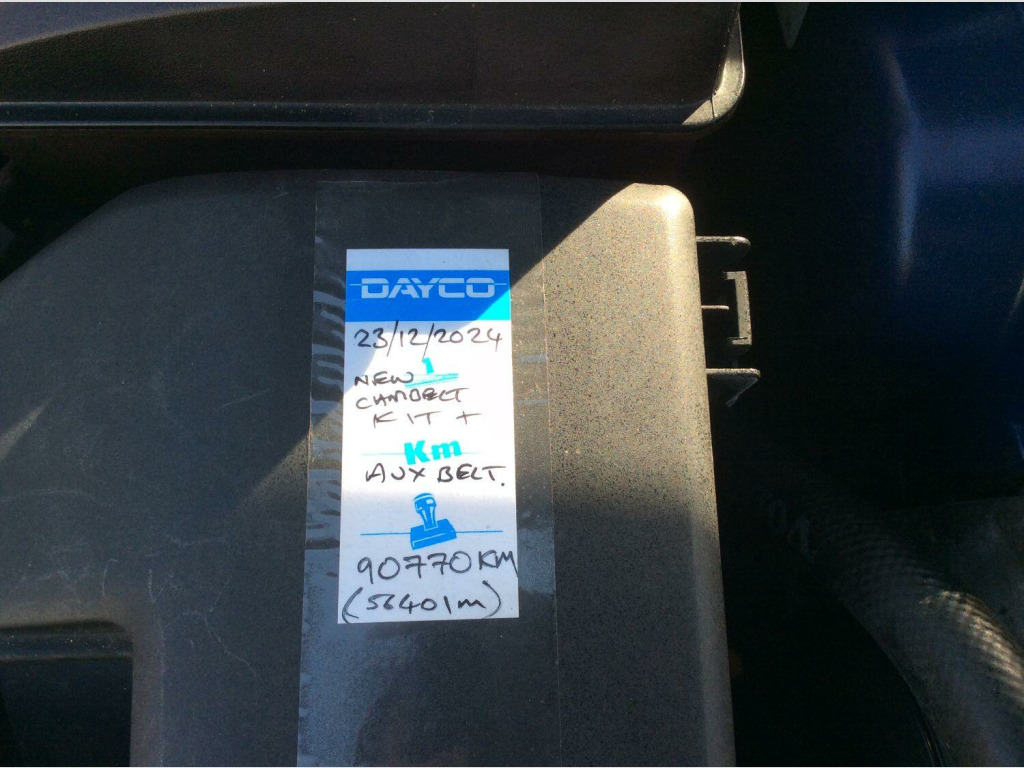 DAYCO
23/12/2024
1
NEW
CAMBELT
KIT +
Km
AUX BELT.
90770KM
(56401m)